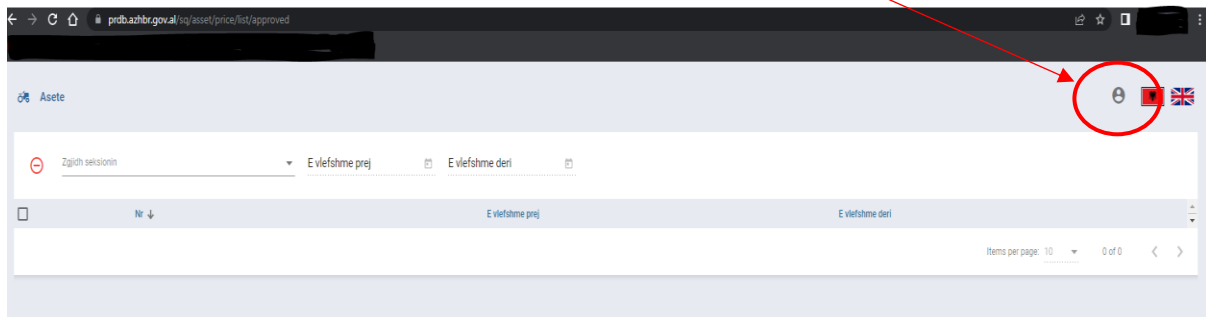 prdb.azhbr.gov.al/sq/asset/price/list/approved
Asete
Zgjidh seksionin E vlefshme prej E vlefshme deri
Nr E vlefshme prej E vlefshme deri
Items per page: 10 0 of 0